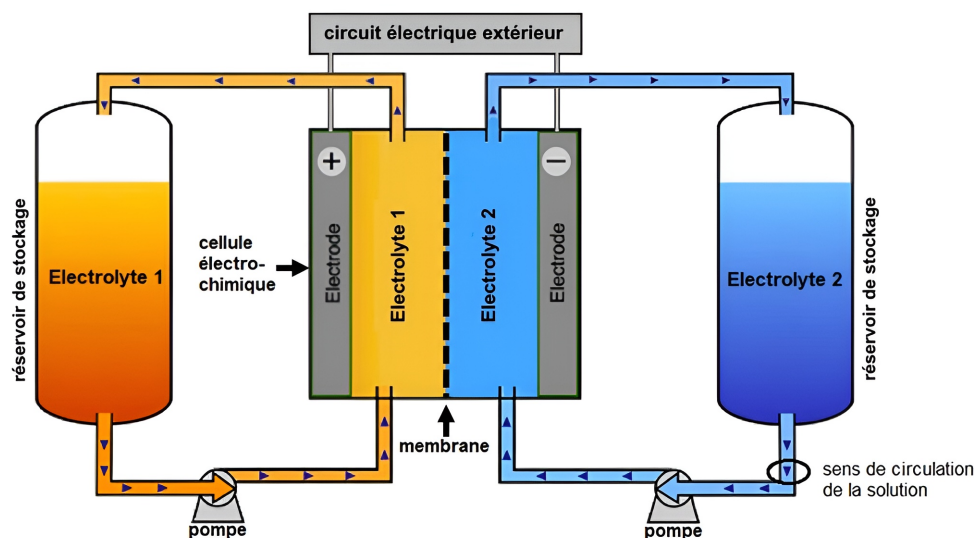 circuit électrique extérieur
+
−
réservoir de stockage
Electrolyte 1
cellule
électro-
chimique
Electrode
Electrolyte 1
Electrolyte 2
Electrode
Electrolyte 2
réservoir de stockage
membrane
sens de circulation
de la solution
pompe
pompe